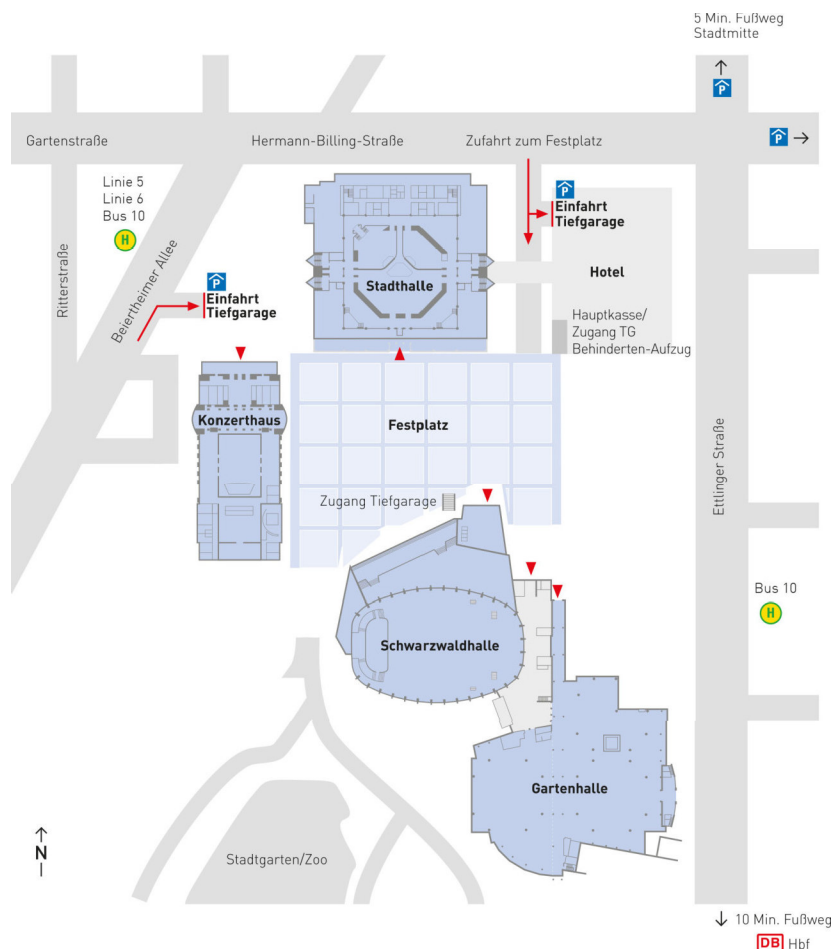 5 Min. Fußweg
Stadtmitte
P
P
Gartenstraße
Hermann-Billing-Straße
Zufahrt zum Festplatz
Linie 5
Linie 6
Bus 10
H
P
Einfahrt
Tiefgarage
Ritterstraße
Beiertheimer Allee
P
Einfahrt
Tiefgarage
Stadthalle
Hotel
Hauptkasse/
Zugang TG
Behinderten-Aufzug
Konzerthaus
Festplatz
Ettlinger Straße
Zugang Tiefgarage
Bus 10
H
Schwarzwaldhalle
Gartenhalle
N
Stadtgarten/Zoo
10 Min. Fußweg
DB Hbf